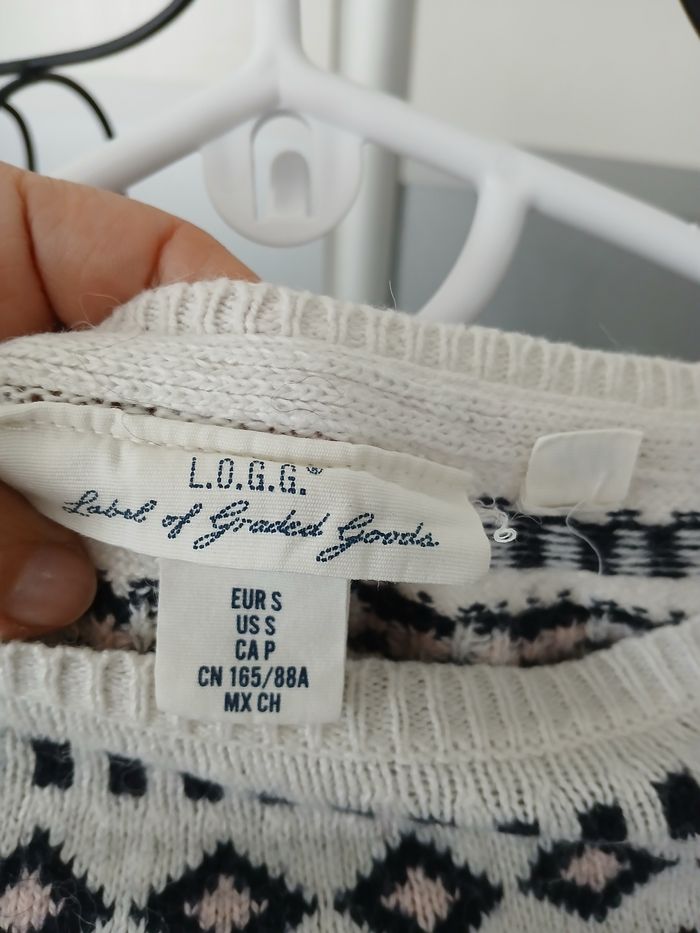 L.O.G.G.®
Label of Graded Goods
EUR S
US S
CA P
CN 165/88A
MX CH